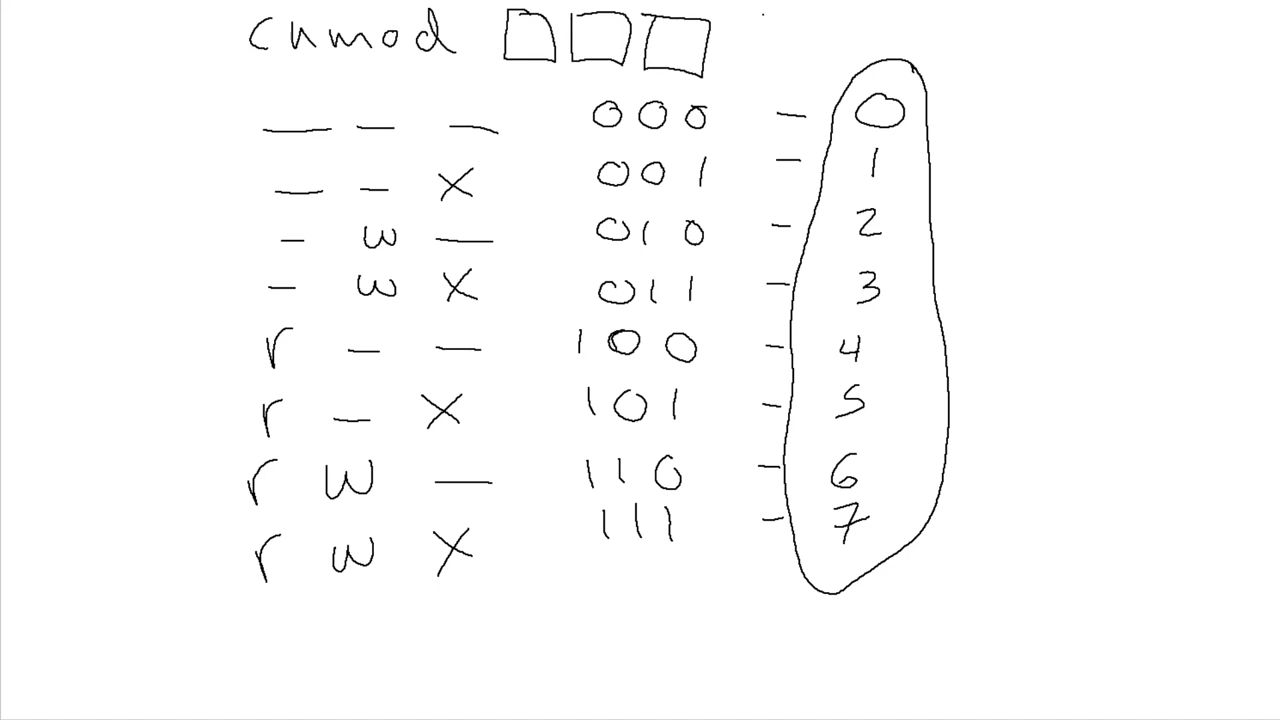 chmod
- - - 000 - 0
- - x 001 - 1
- w - 010 - 2
- w x 011 - 3
r - - 100 - 4
r - x 101 - 5
r w - 110 - 6
r w x 111 - 7